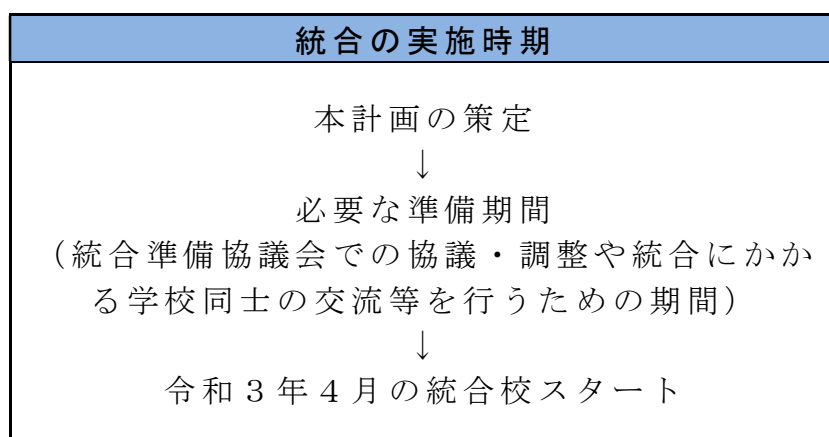 統合の実施時期
本計画の策定
↓
必要な準備期間
（統合準備協議会での協議・調整や統合にかか
る学校同士の交流等を行うための期間）
↓
令和３年４月の統合校スタート